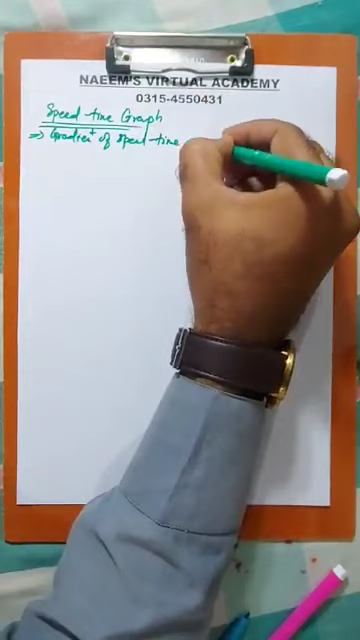 NAEEM'S VIRTUAL ACADEMY
0315-4550431
Speed-time Graph
⇒ Gradient of speed-time